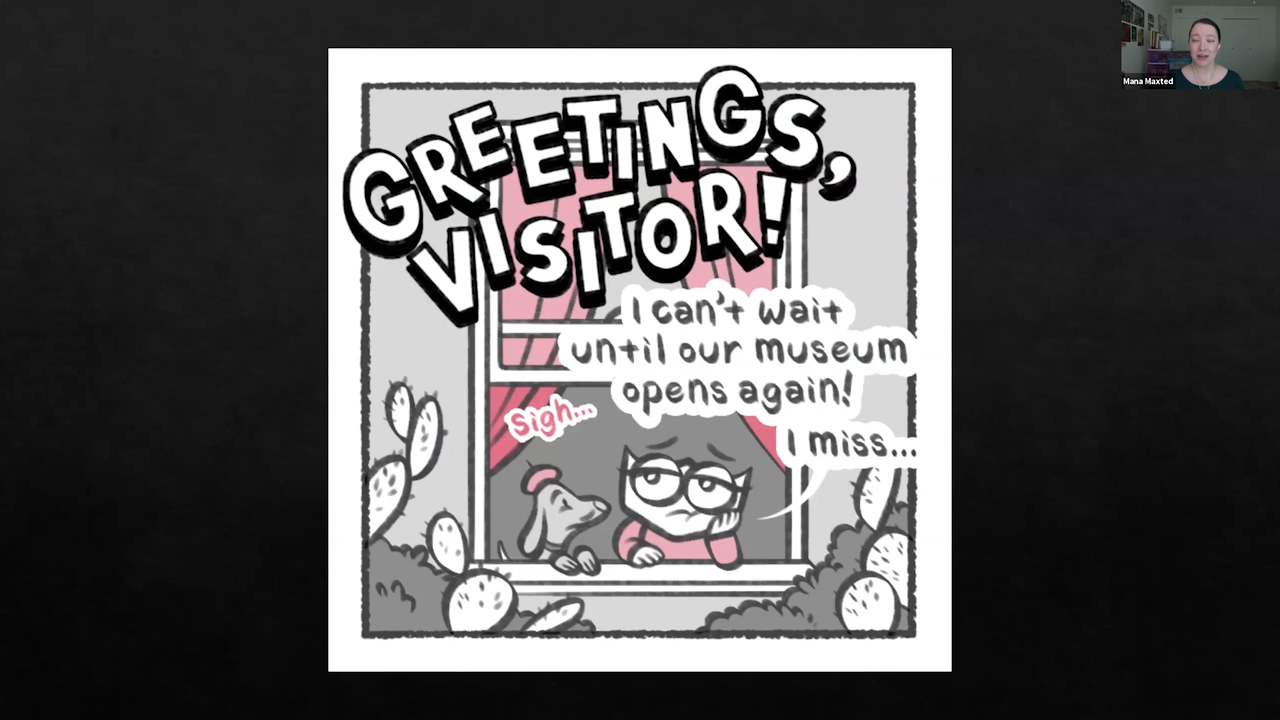 GREETINGS,
VISITOR!
I can't wait
until our museum
opens again!
I miss...
sigh...
Mana Maxted